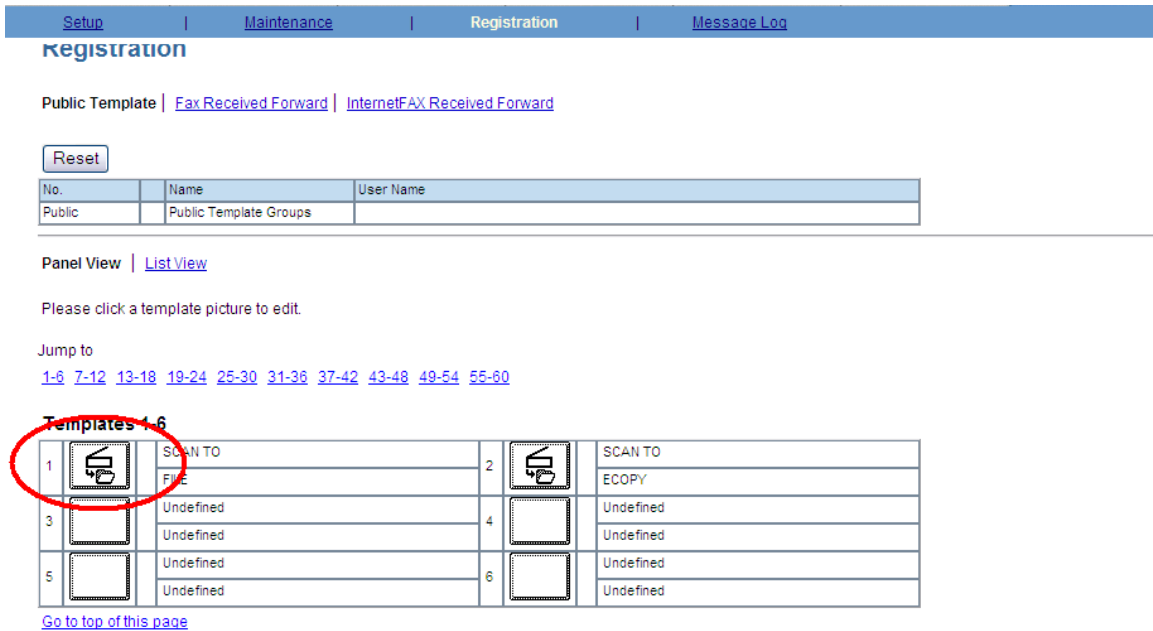 Setup | Maintenance | Registration | Message Log
Registration
Public Template | Fax Received Forward | InternetFAX Received Forward
Reset
No. Name User Name
Public Public Template Groups
Panel View | List View
Please click a template picture to edit.
Jump to
1-6 7-12 13-18 19-24 25-30 31-36 37-42 43-48 49-54 55-60
Templates 1-6
1 SCAN TO FILE 2 SCAN TO ECOPY
3 Undefined Undefined 4 Undefined Undefined
5 Undefined Undefined 6 Undefined Undefined
Go to top of this page